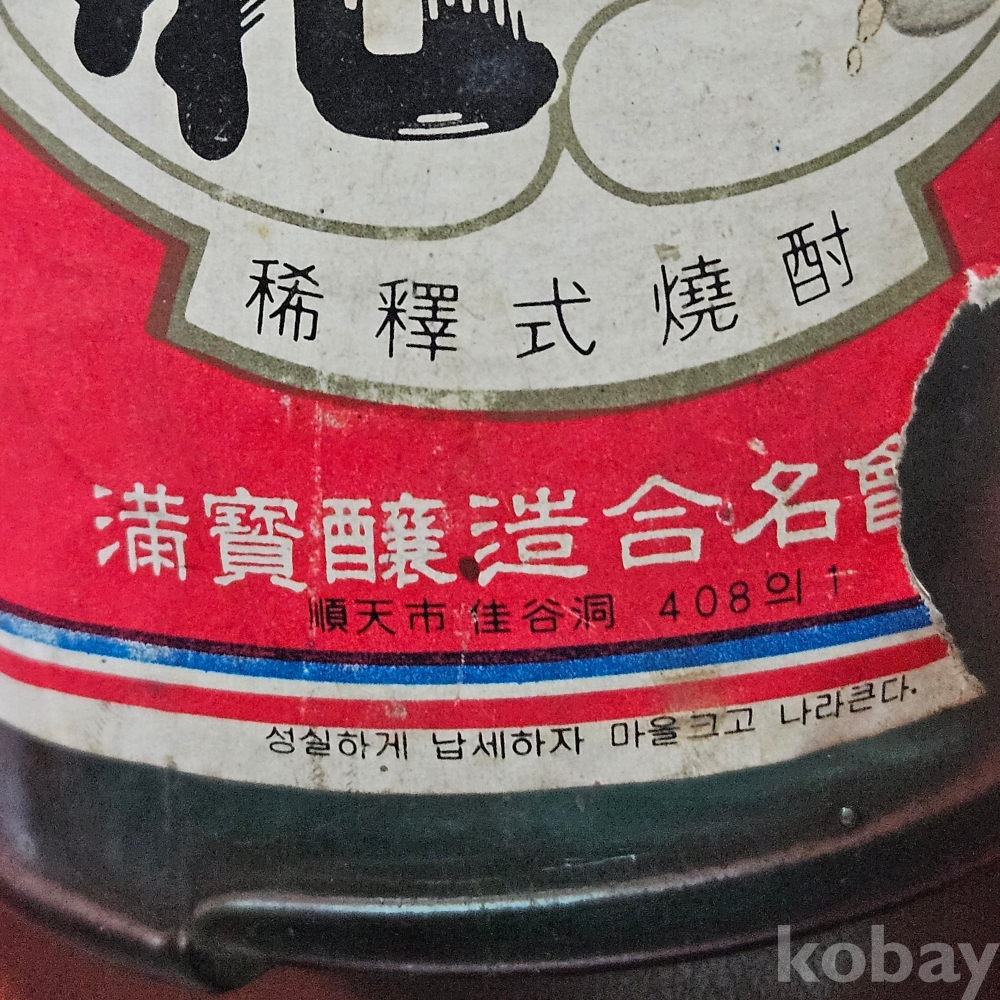 稀釋式燒酎
滿寶釀造合名會
順天市 佳谷洞 408의 1
성실하게 납세하자 마을크고 나라큰다.
kobay